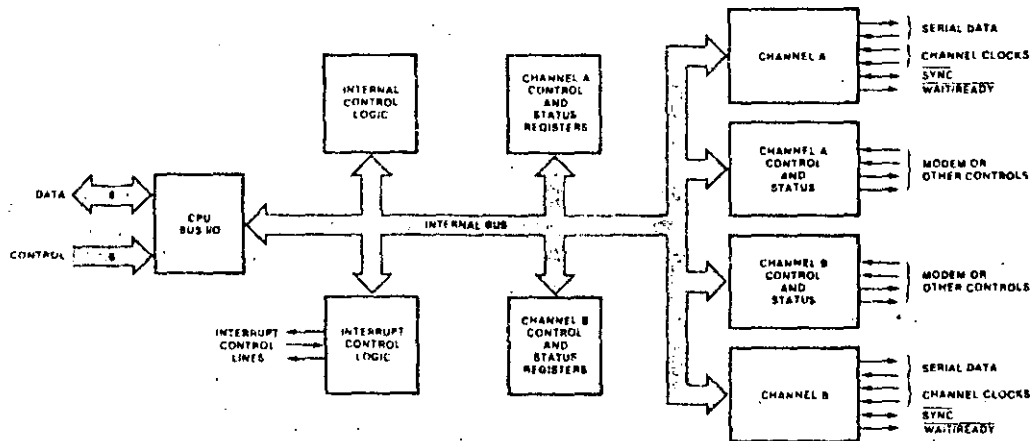 INTERNAL
CONTROL
LOGIC
CHANNEL A
CONTROL
AND
STATUS
REGISTERS
CHANNEL A
SERIAL DATA
CHANNEL CLOCKS
SYNC
WAIT/READY
CHANNEL A
CONTROL
AND
STATUS
MODEM OR
OTHER CONTROLS
DATA
8
CPU
BUS I/O
INTERNAL BUS
CONTROL
6
CHANNEL B
CONTROL
AND
STATUS
MODEM OR
OTHER CONTROLS
INTERRUPT
CONTROL
LINES
INTERRUPT
CONTROL
LOGIC
CHANNEL B
CONTROL
AND
STATUS
REGISTERS
CHANNEL B
SERIAL DATA
CHANNEL CLOCKS
SYNC
WAIT/READY